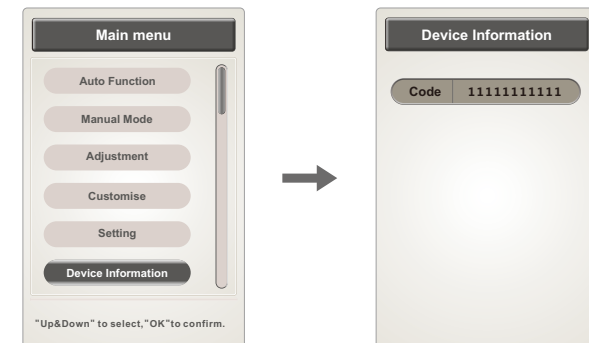 Main menu
Auto Function
Manual Mode
Adjustment
Customise
Setting
Device Information
"Up&Down" to select,"OK"to confirm.
Device Information
Code 11111111111